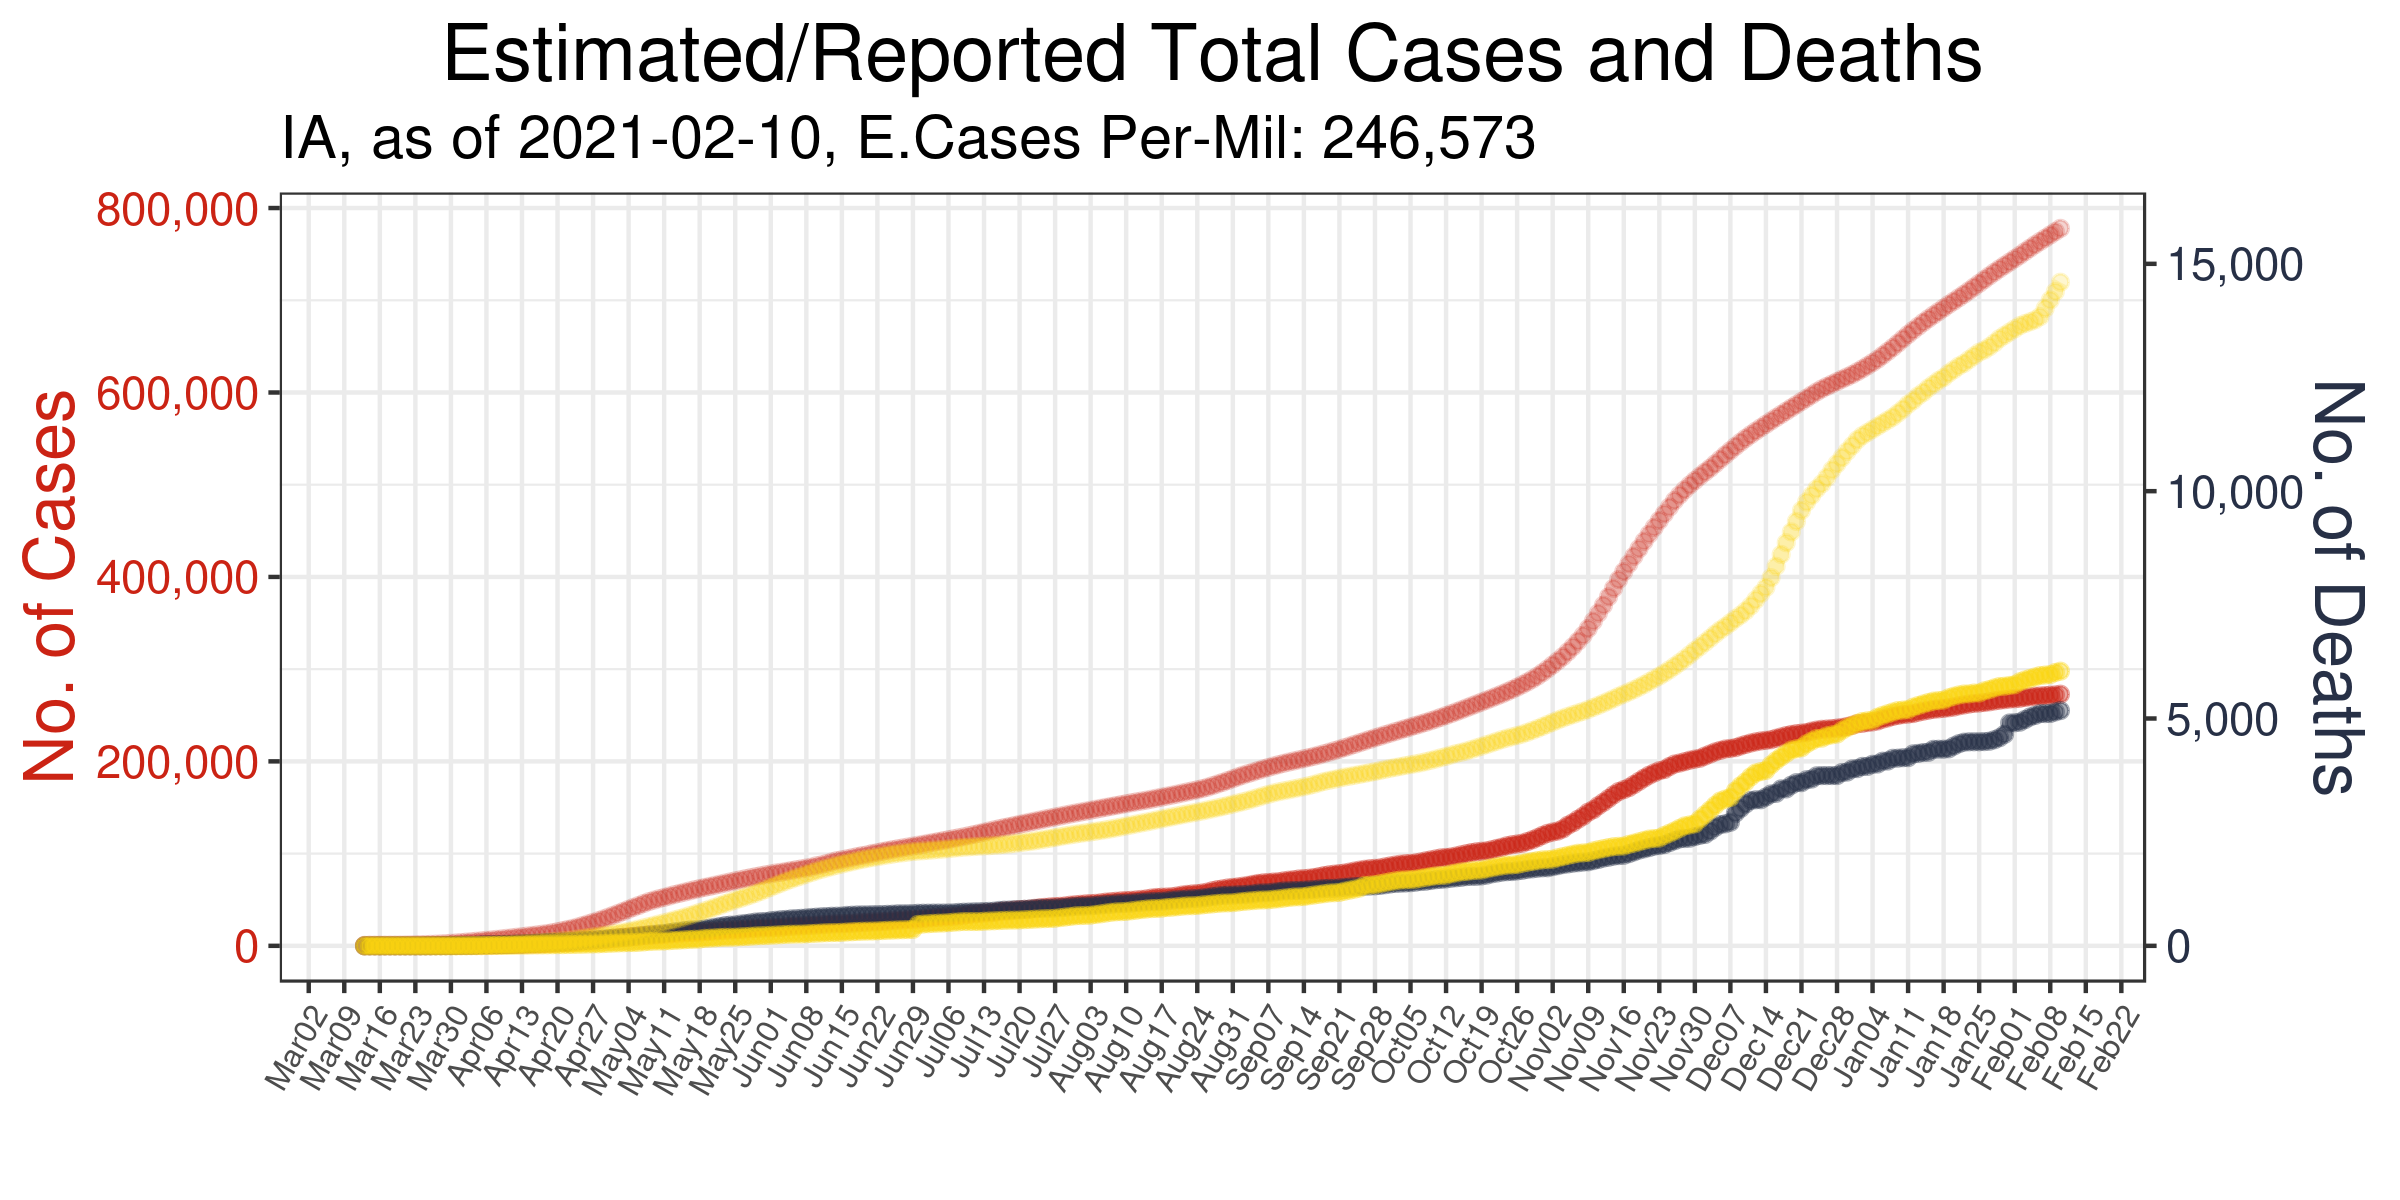 Estimated/Reported Total Cases and Deaths
IA, as of 2021-02-10, E.Cases Per-Mil: 246,573
No. of Cases
800,000
600,000
400,000
200,000
0
15,000
10,000
5,000
0
No. of Deaths
Mar02
Mar09
Mar16
Mar23
Mar30
Apr06
Apr13
Apr20
Apr27
May04
May11
May18
May25
Jun01
Jun08
Jun15
Jun22
Jun29
Jul06
Jul13
Jul20
Jul27
Aug03
Aug10
Aug17
Aug24
Aug31
Sep07
Sep14
Sep21
Sep28
Oct05
Oct12
Oct19
Oct26
Nov02
Nov09
Nov16
Nov23
Nov30
Dec07
Dec14
Dec21
Dec28
Jan04
Jan11
Jan18
Jan25
Feb01
Feb08
Feb15
Feb22